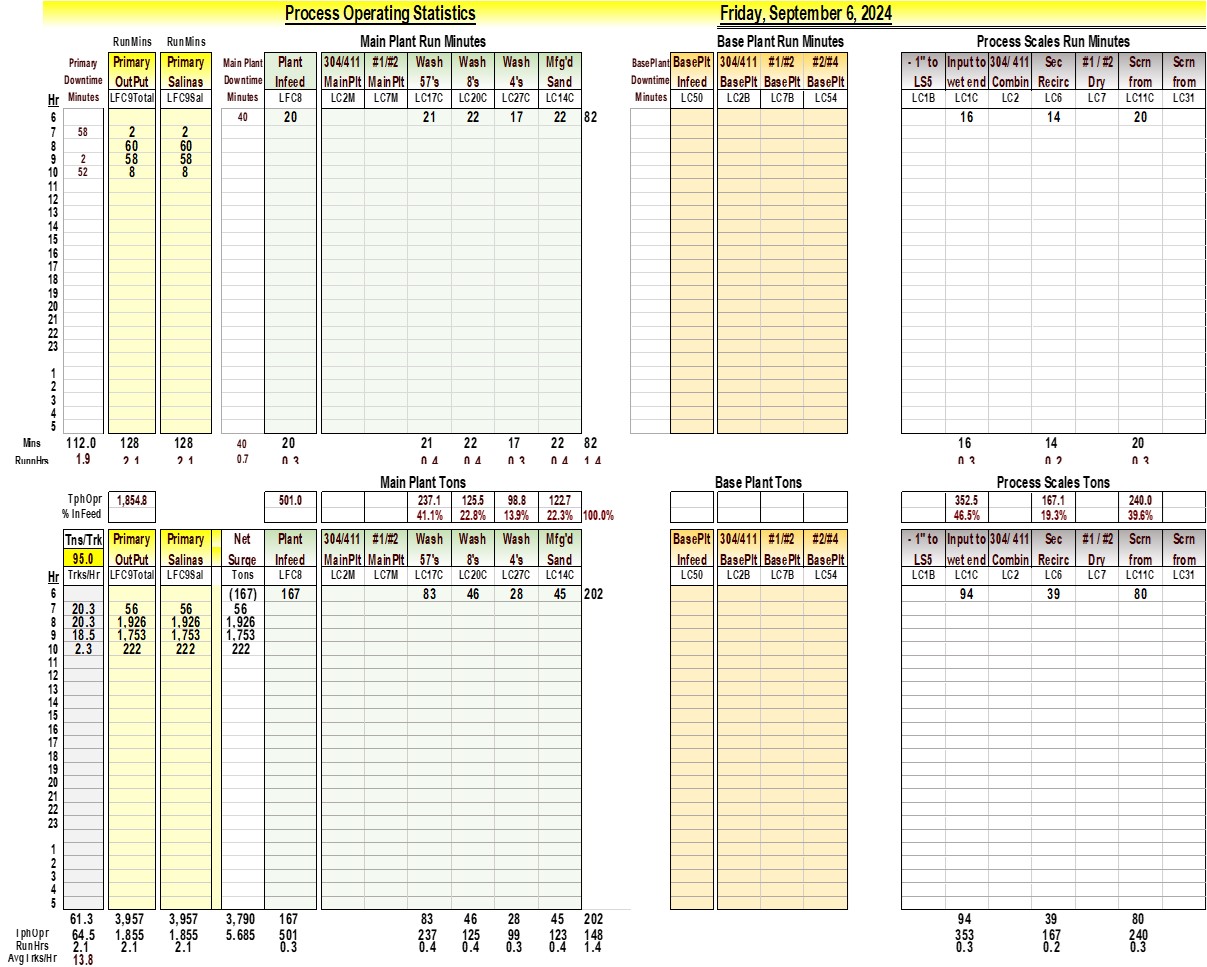 Process Operating Statistics Friday, September 6, 2024
RunMins RunMins Main Plant Run Minutes Base Plant Run Minutes Process Scales Run Minutes
Primary Primary Primary Main Plant Plant 304/411 #1/#2 Wash Wash Wash Mfg'd BasePlant BasePlt 304/411 #1/#2 #2/#4 - 1" to Input to 304/ 411 Sec #1 / #2 Scrn Scrn
Downtime OutPut Salinas Downtime Infeed MainPlt MainPlt 57's 8's 4's Sand Downtime Infeed BasePlt BasePlt BasePlt LS5 wet end Combin Recirc Dry from from
Hr Minutes LFC9Total LFC9Sal Minutes LFC8 LC2M LC7M LC17C LC20C LC27C LC14C Minutes LC50 LC2B LC7B LC54 LC1B LC1C LC2 LC6 LC7 LC11C LC31
6 40 20 21 22 17 22 82 16 14 20
7 58 2 2
8 60 60
9 2 58 58
10 52 8 8
11
12
13
14
15
16
17
18
19
20
21
22
23
1
2
3
4
5
Mins 112.0 128 128 40 20 21 22 17 22 82 16 14 20
RunnHrs 1.9 2.1 2.1 0.7 0.3 0.4 0.4 0.3 0.4 1.4 0.3 0.2 0.3
Main Plant Tons Base Plant Tons Process Scales Tons
TphOpr 1,854.8 501.0 237.1 125.5 98.8 122.7 352.5 167.1 240.0
% InFeed 41.1% 22.8% 13.9% 22.3% 100.0% 46.5% 19.3% 39.6%
Tns/Trk Primary Primary Net Plant 304/411 #1/#2 Wash Wash Wash Mfg'd BasePlt 304/411 #1/#2 #2/#4 - 1" to Input to 304/ 411 Sec #1 / #2 Scrn Scrn
95.0 OutPut Salinas Surge Infeed MainPlt MainPlt 57's 8's 4's Sand Infeed BasePlt BasePlt BasePlt LS5 wet end Combin Recirc Dry from from
Hr Trks/Hr LFC9Total LFC9Sal Tons LFC8 LC2M LC7M LC17C LC20C LC27C LC14C LC50 LC2B LC7B LC54 LC1B LC1C LC2 LC6 LC7 LC11C LC31
6 (167) 167 83 46 28 45 202 94 39 80
7 20.3 56 56 56
8 20.3 1,926 1,926 1,926
9 18.5 1,753 1,753 1,753
10 2.3 222 222 222
11
12
13
14
15
16
17
18
19
20
21
22
23
1
2
3
4
5
61.3 3,957 3,957 3,790 167 83 46 28 45 202 94 39 80
TphOpr 64.5 1,855 1,855 5,685 501 237 125 99 123 148 353 167 240
RunHrs 2.1 2.1 2.1 0.3 0.4 0.4 0.3 0.4 1.4 0.3 0.2 0.3
AvgTrks/Hr 13.8